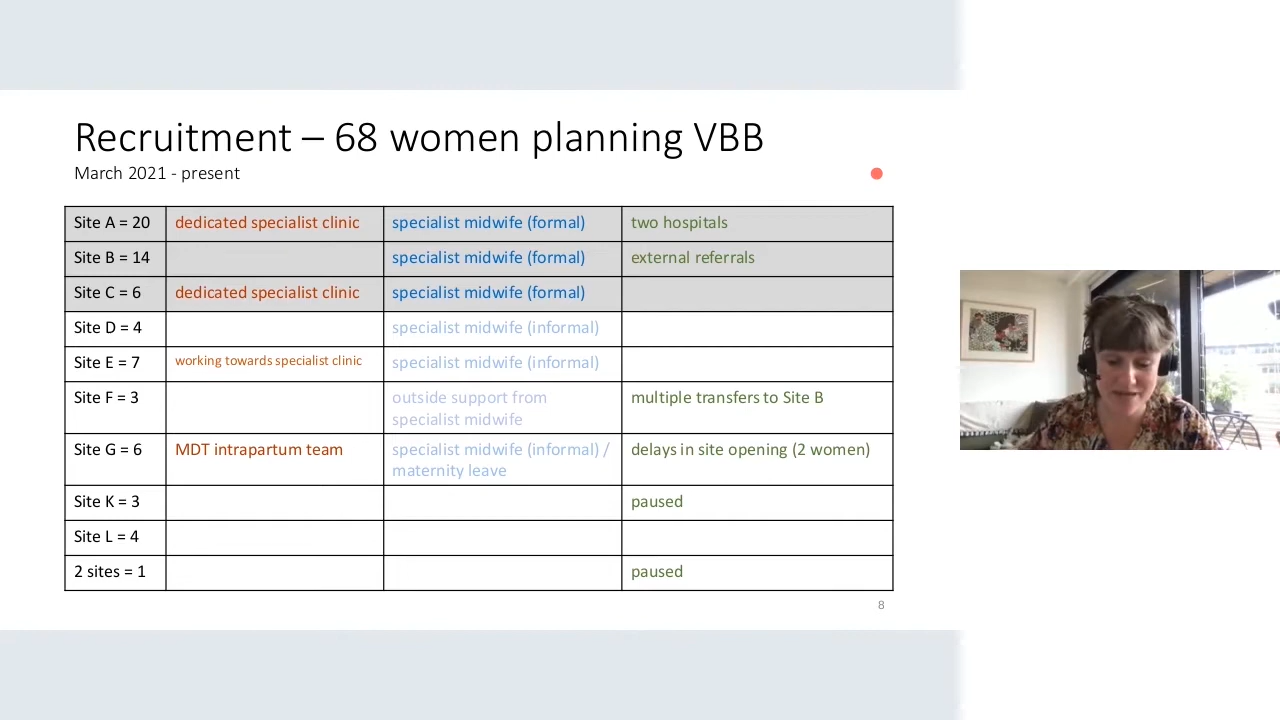 Recruitment – 68 women planning VBB
March 2021 - present
Site A = 20 dedicated specialist clinic specialist midwife (formal) two hospitals
Site B = 14 specialist midwife (formal) external referrals
Site C = 6 dedicated specialist clinic specialist midwife (formal)
Site D = 4 specialist midwife (informal)
Site E = 7 working towards specialist clinic specialist midwife (informal)
Site F = 3 outside support from multiple transfers to Site B
specialist midwife
Site G = 6 MDT intrapartum team specialist midwife (informal) / delays in site opening (2 women)
maternity leave
Site K = 3 paused
Site L = 4
2 sites = 1 paused
8